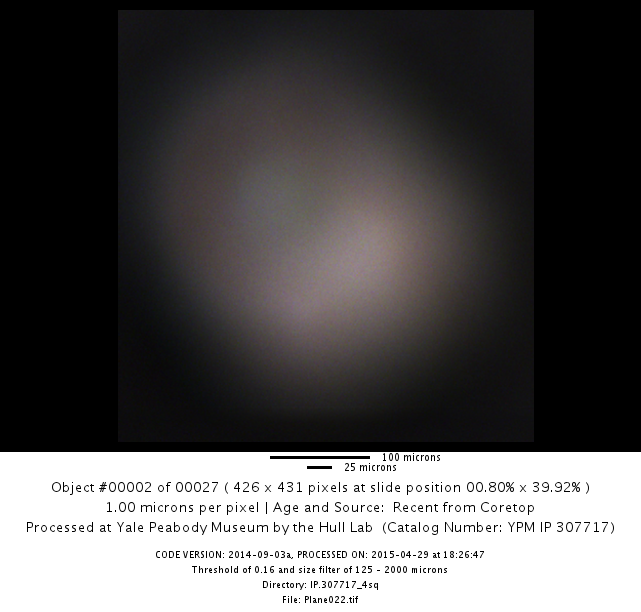 100 microns
25 microns
Object #00002 of 00027 ( 426 x 431 pixels at slide position 00.80% x 39.92% )
1.00 microns per pixel | Age and Source: Recent from Coretop
Processed at Yale Peabody Museum by the Hull Lab (Catalog Number: YPM IP 307717)
CODE VERSION: 2014-09-03a, PROCESSED ON: 2015-04-29 at 18:26:47
Threshold of 0.16 and size filter of 125 - 2000 microns
Directory: IP.307717_4sq
File: Plane022.tif